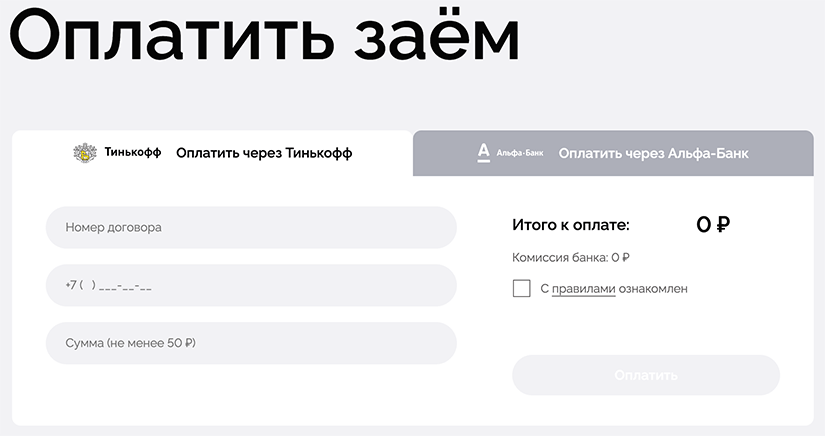 Оплатить заём
Тинькофф Оплатить через Тинькофф
А Альфа-Банк Оплатить через Альфа-Банк
Номер договора
+7 ( ) ___-__-__
Сумма (не менее 50 ₽)
Итого к оплате: 0 ₽
Комиссия банка: 0 ₽
С правилами ознакомлен
Оплатить